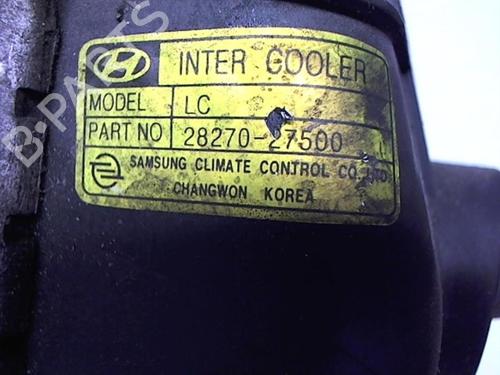 INTER COOLER
MODEL LC
PART NO 28270-27500
SAMSUNG CLIMATE CONTROL CO.,LTD
CHANGWON KOREA
B-PARTS